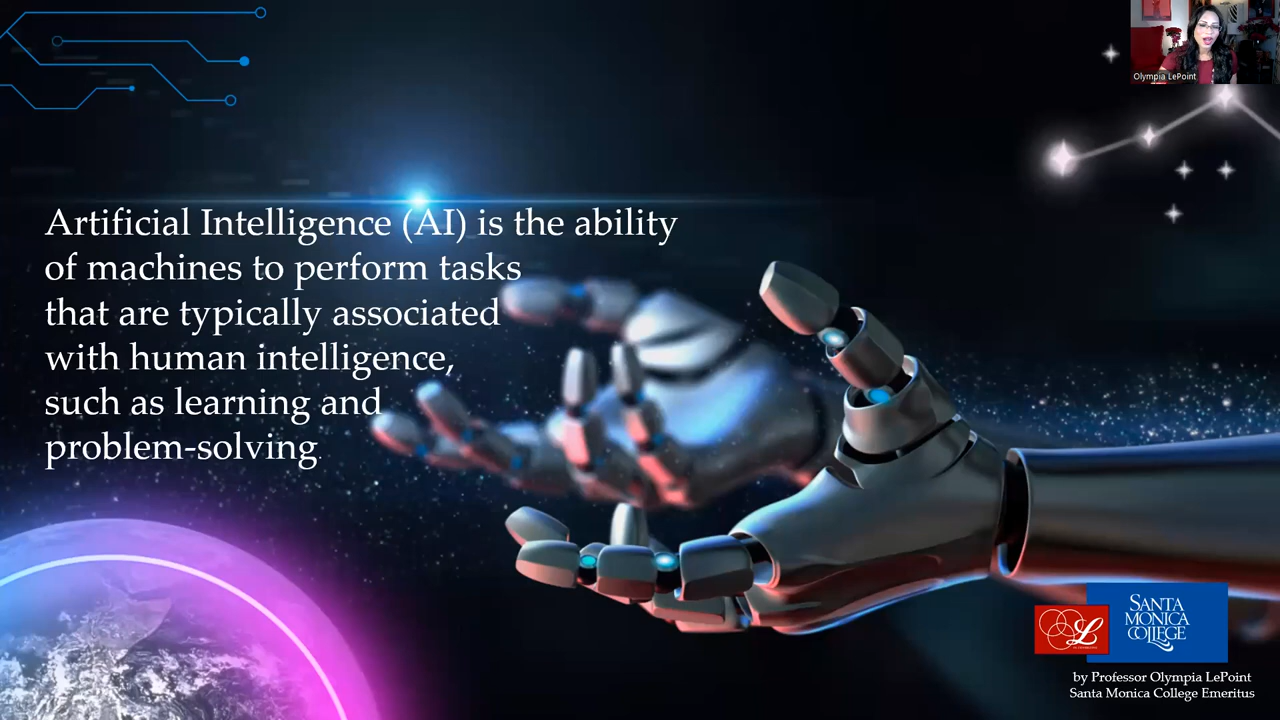 Olympia LePoint
Artificial Intelligence (AI) is the ability
of machines to perform tasks
that are typically associated
with human intelligence,
such as learning and
problem-solving.
SANTA
MONICA
COLLEGE
L
by Professor Olympia LePoint
Santa Monica College Emeritus